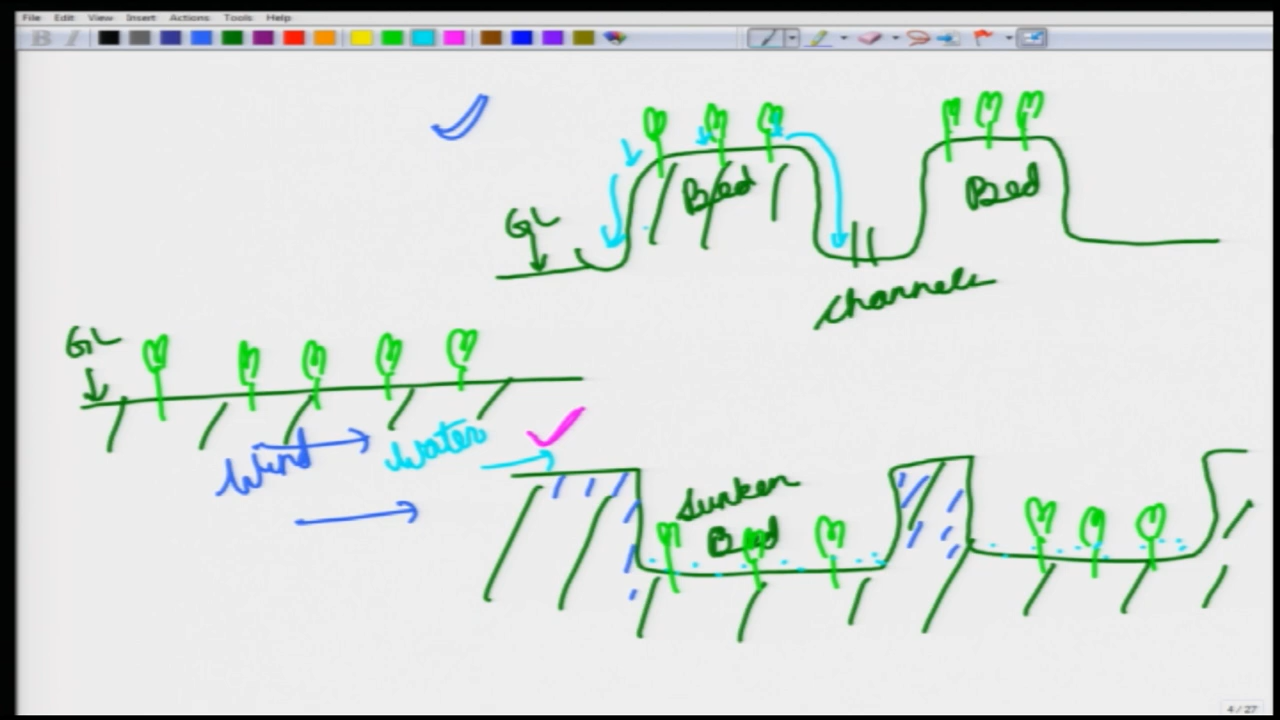 File Edit View Insert Actions Tools Help
B I
GL
Bed
Bed
Channels
GL
Wind
Water
Sunken
Bed
4 / 27